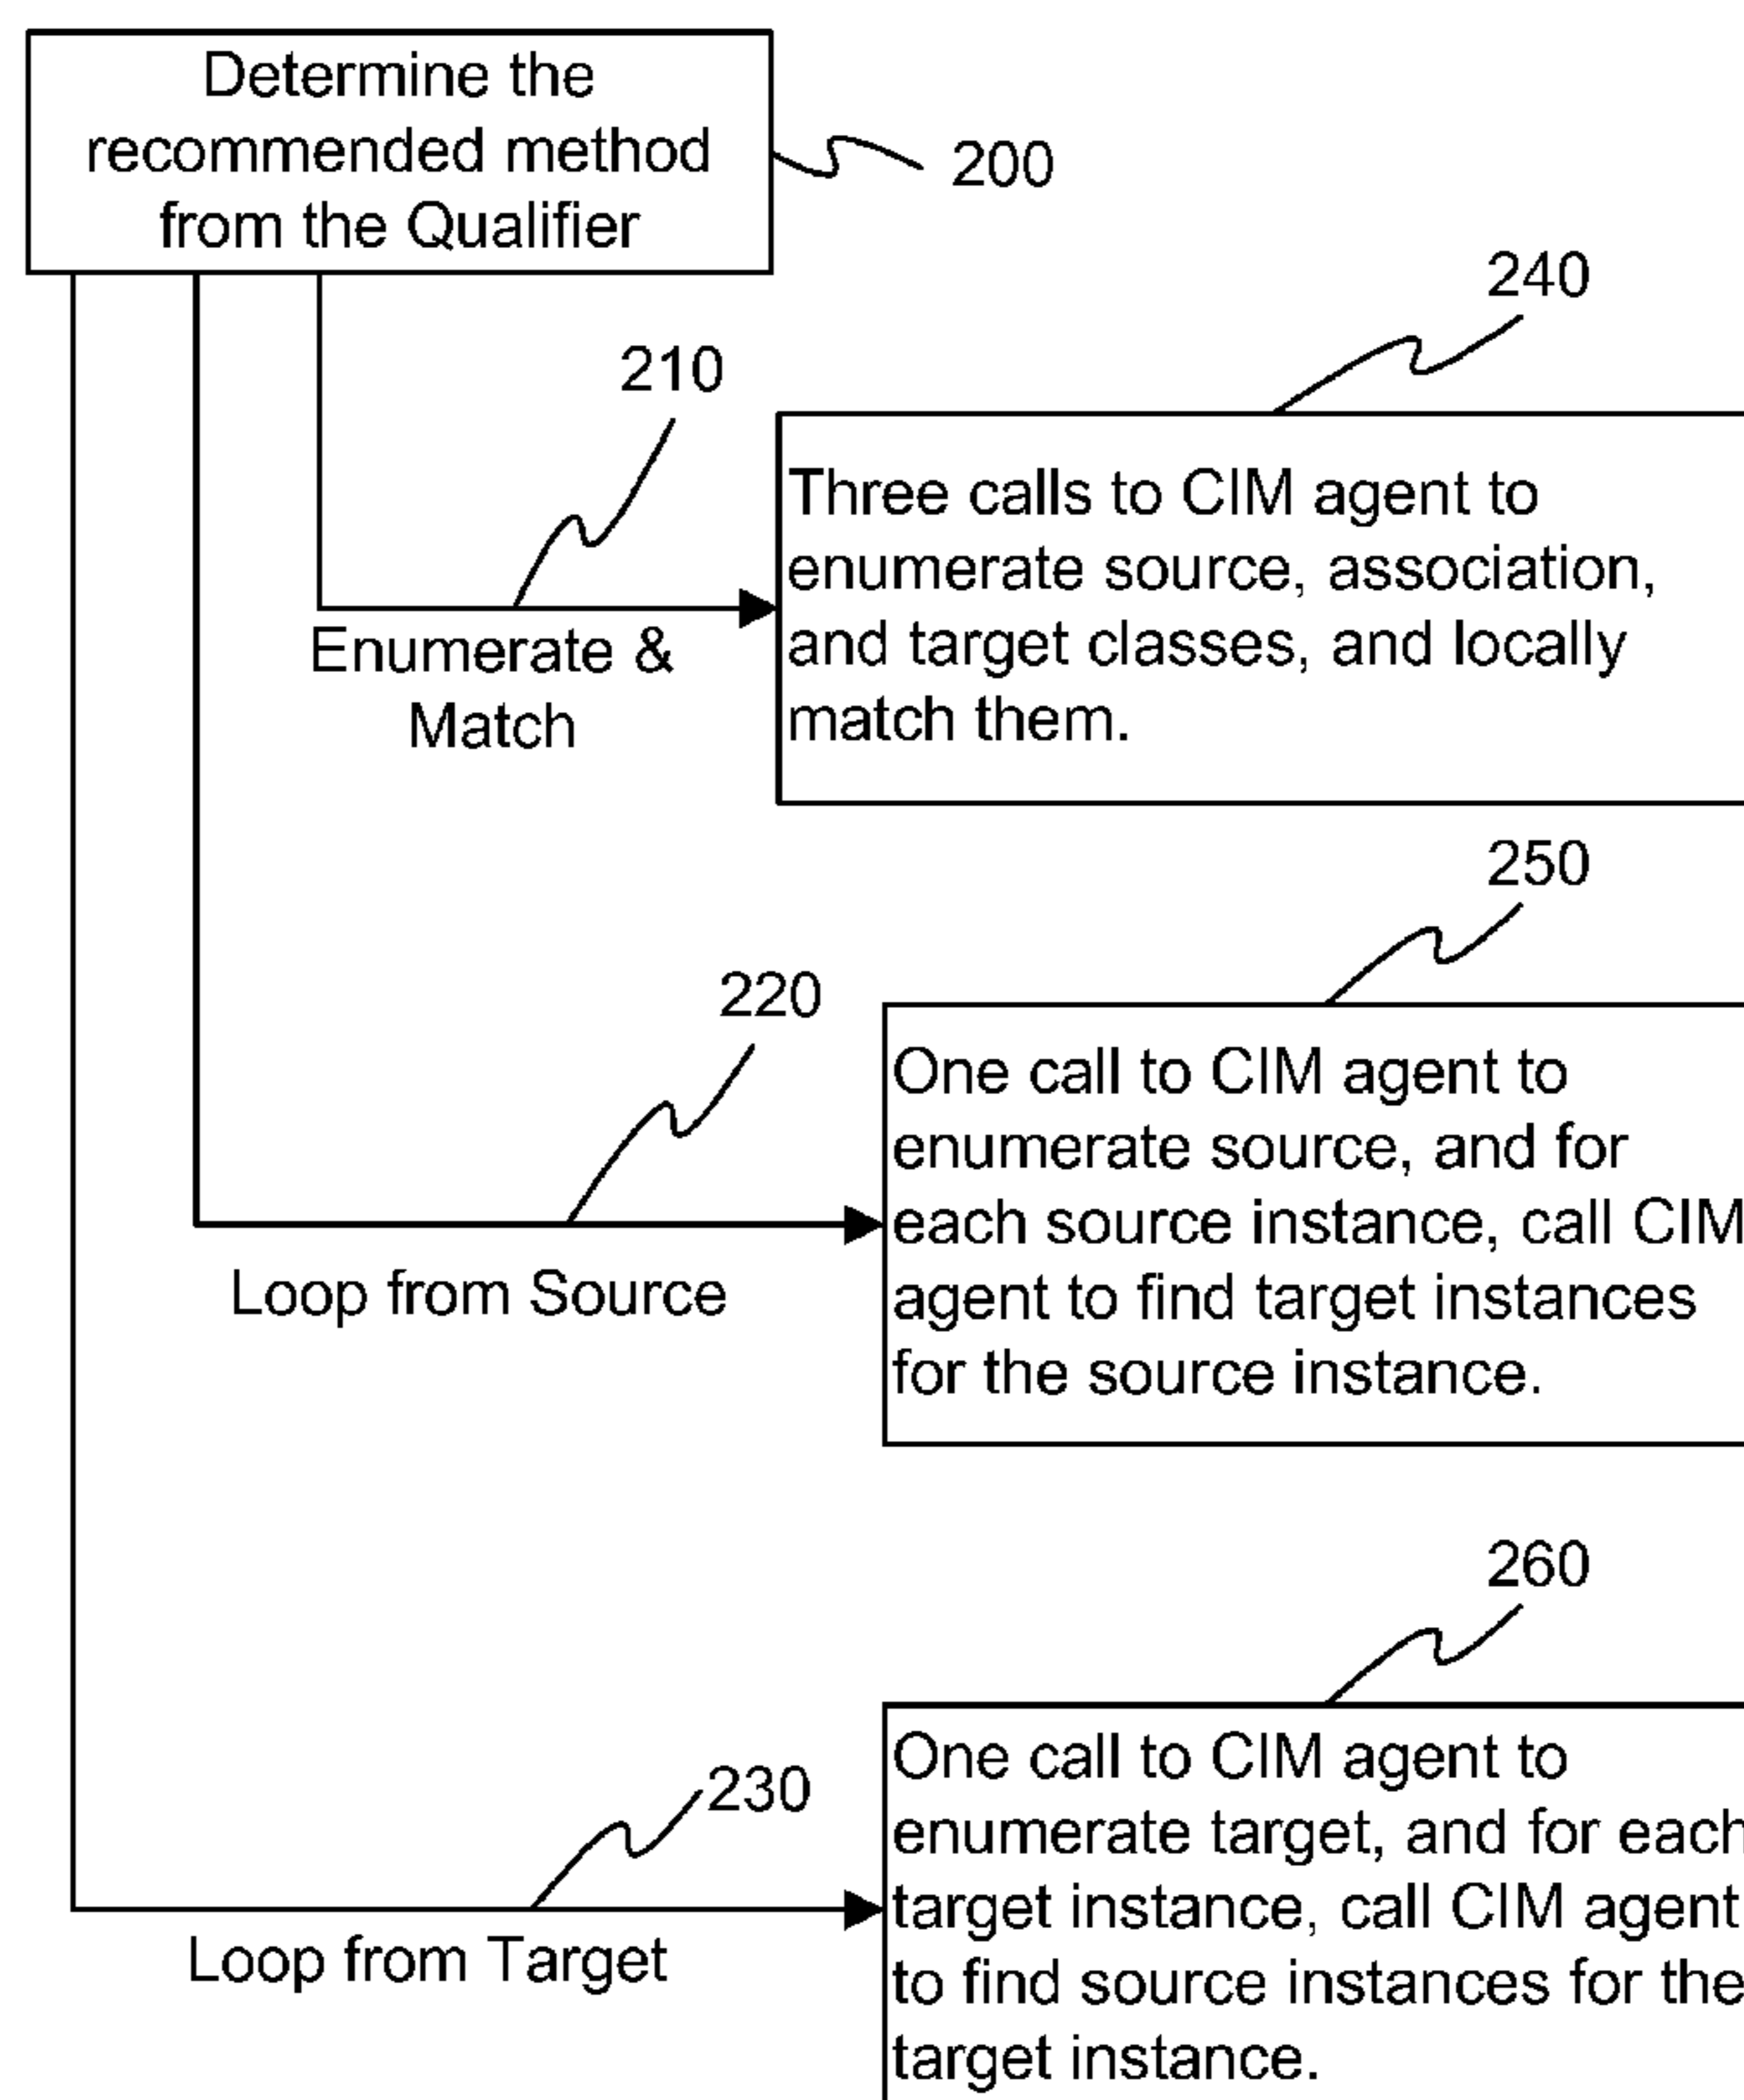 Determine the
recommended method
from the Qualifier
200
240
210
Three calls to CIM agent to
enumerate source, association,
and target classes, and locally
match them.
Enumerate &
Match
250
220
One call to CIM agent to
enumerate source, and for
each source instance, call CIM
agent to find target instances
for the source instance.
Loop from Source
260
230
One call to CIM agent to
enumerate target, and for each
target instance, call CIM agent
to find source instances for the
target instance.
Loop from Target